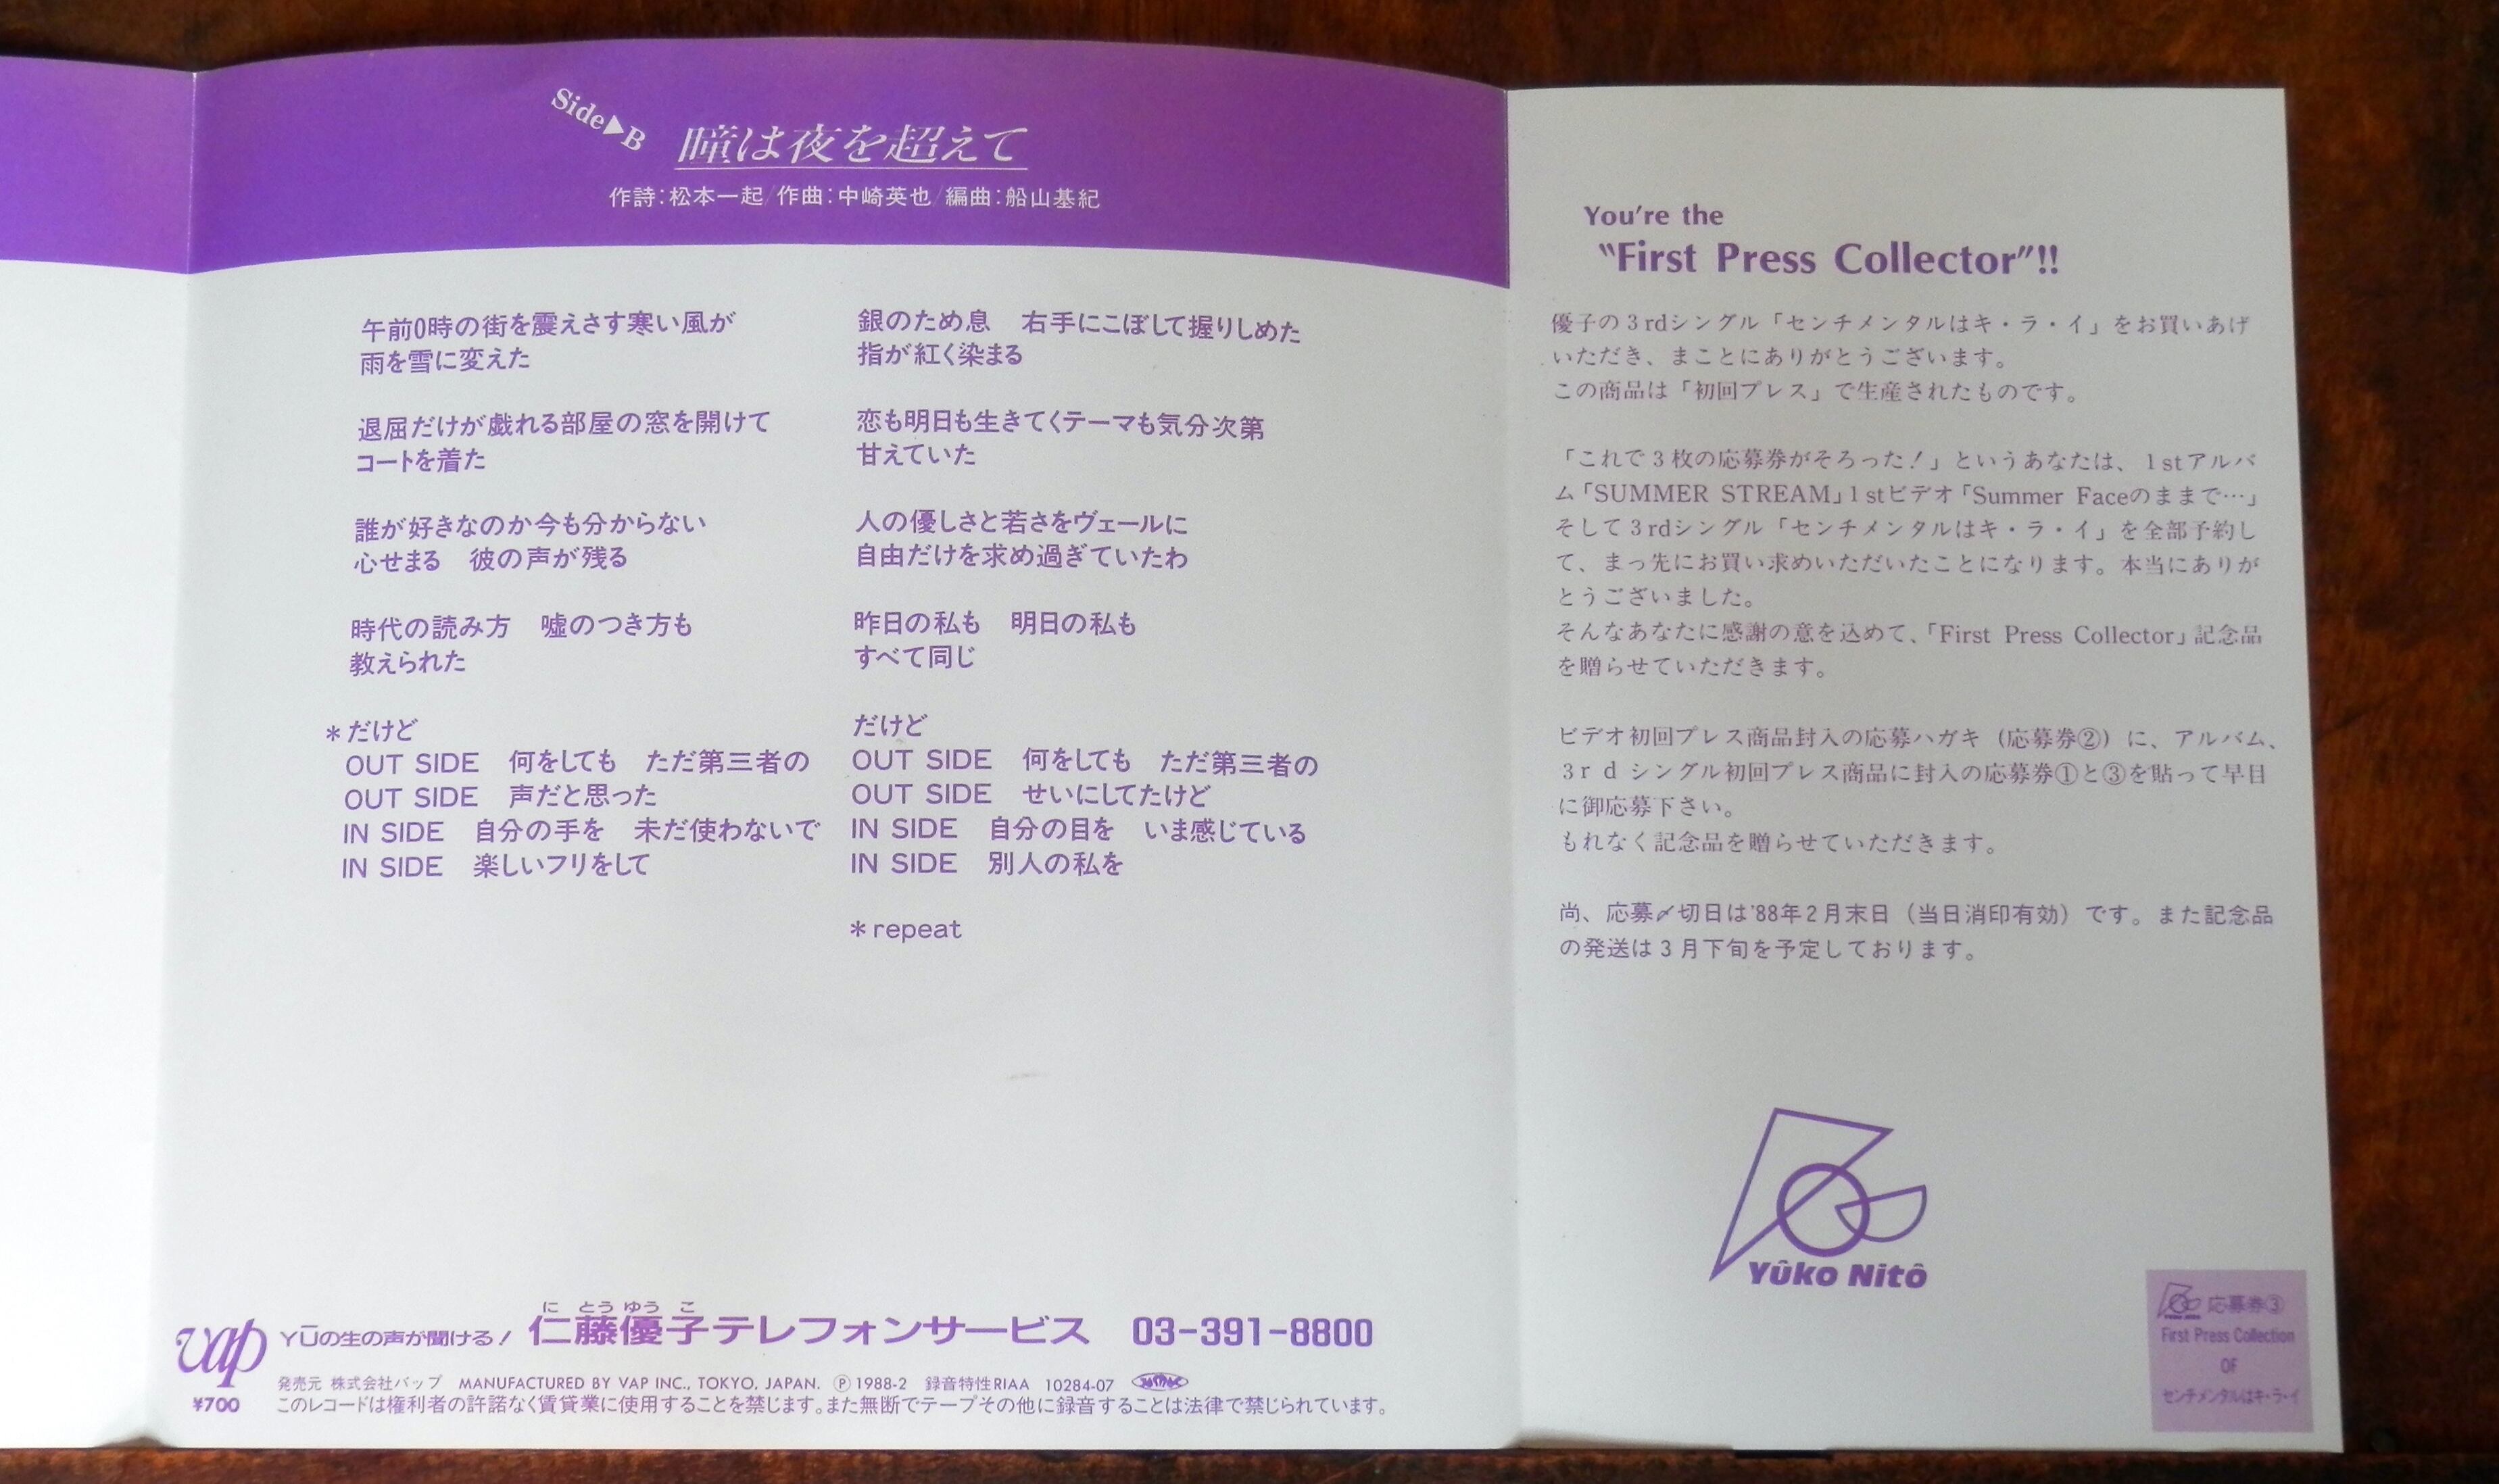 Side▶B
瞳は夜を超えて
作詩：松本一起/作曲：中崎英也/編曲：船山基紀
午前0時の街を震えさす寒い風が
雨を雪に変えた
退屈だけが戯れる部屋の窓を開けて
コートを着た
誰が好きなのか今も分からない
心せまる　彼の声が残る
時代の読み方　嘘のつき方も
教えられた
＊だけど
OUT SIDE　何をしても　ただ第三者の
OUT SIDE　声だと思った
IN SIDE　自分の手を　未だ使わないで
IN SIDE　楽しいフリをして
銀のため息　右手にこぼして握りしめた
指が紅く染まる
恋も明日も生きてくテーマも気分次第
甘えていた
人の優しさと若さをヴェールに
自由だけを求め過ぎていたわ
昨日の私も　明日の私も
すべて同じ
だけど
OUT SIDE　何をしても　ただ第三者の
OUT SIDE　せいにしてたけど
IN SIDE　自分の目を　いま感じている
IN SIDE　別人の私を
＊repeat
vap
¥700
YŪの生の声が聞ける！
に とう ゆう こ
仁藤優子テレフォンサービス　03-391-8800
発売元 株式会社バップ　MANUFACTURED BY VAP INC., TOKYO, JAPAN. Ⓟ1988-2　録音特性RIAA　10284-07
このレコードは権利者の許諾なく賃貸業に使用することを禁じます。また無断でテープその他に録音することは法律で禁じられています。
You're the
"First Press Collector"!!
優子の3rdシングル「センチメンタルはキ・ラ・イ」をお買いあげ
いただき、まことにありがとうございます。
この商品は「初回プレス」で生産されたものです。
「これで3枚の応募券がそろった！」というあなたは、1stアルバ
ム「SUMMER STREAM」1stビデオ「Summer Faceのままで…」
そして3rdシングル「センチメンタルはキ・ラ・イ」を全部予約し
て、まっ先にお買い求めいただいたことになります。本当にありが
とうございました。
そんなあなたに感謝の意を込めて、「First Press Collector」記念品
を贈らせていただきます。
ビデオ初回プレス商品封入の応募ハガキ（応募券②）に、アルバム、
3rdシングル初回プレス商品に封入の応募券①と③を貼って早目
に御応募下さい。
もれなく記念品を贈らせていただきます。
尚、応募〆切日は'88年2月末日（当日消印有効）です。また記念品
の発送は3月下旬を予定しております。
Yûko Nitô
応募券③
First Press Collection
OF
センチメンタルはキ・ラ・イ